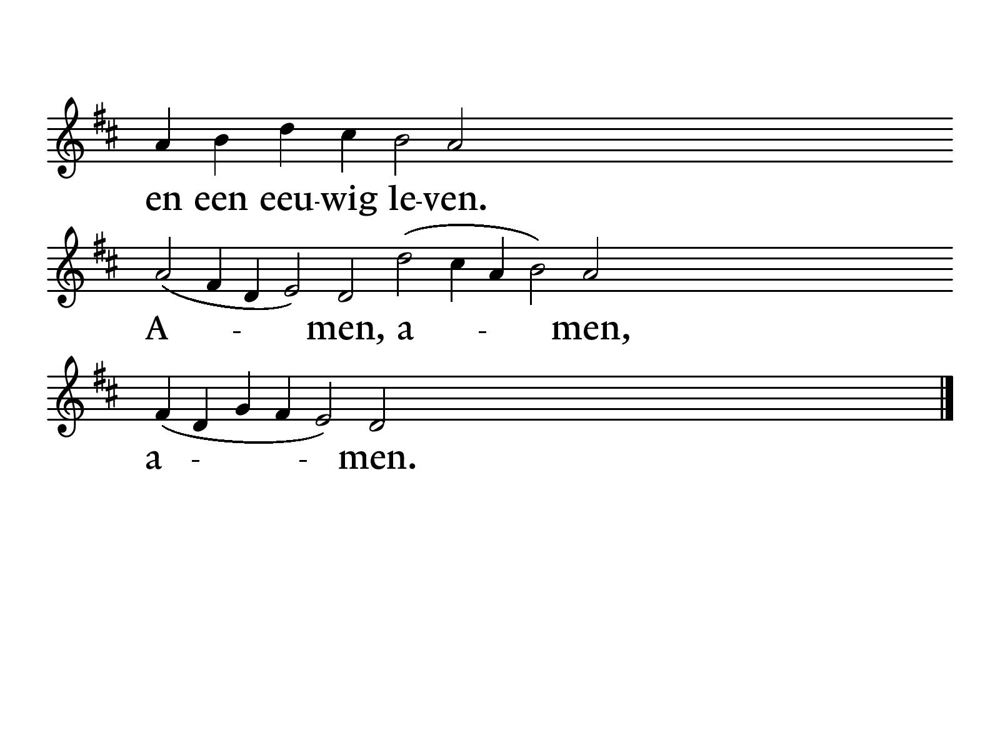 en een eeu-wig le-ven.
A - men, a - men,
a - - men.